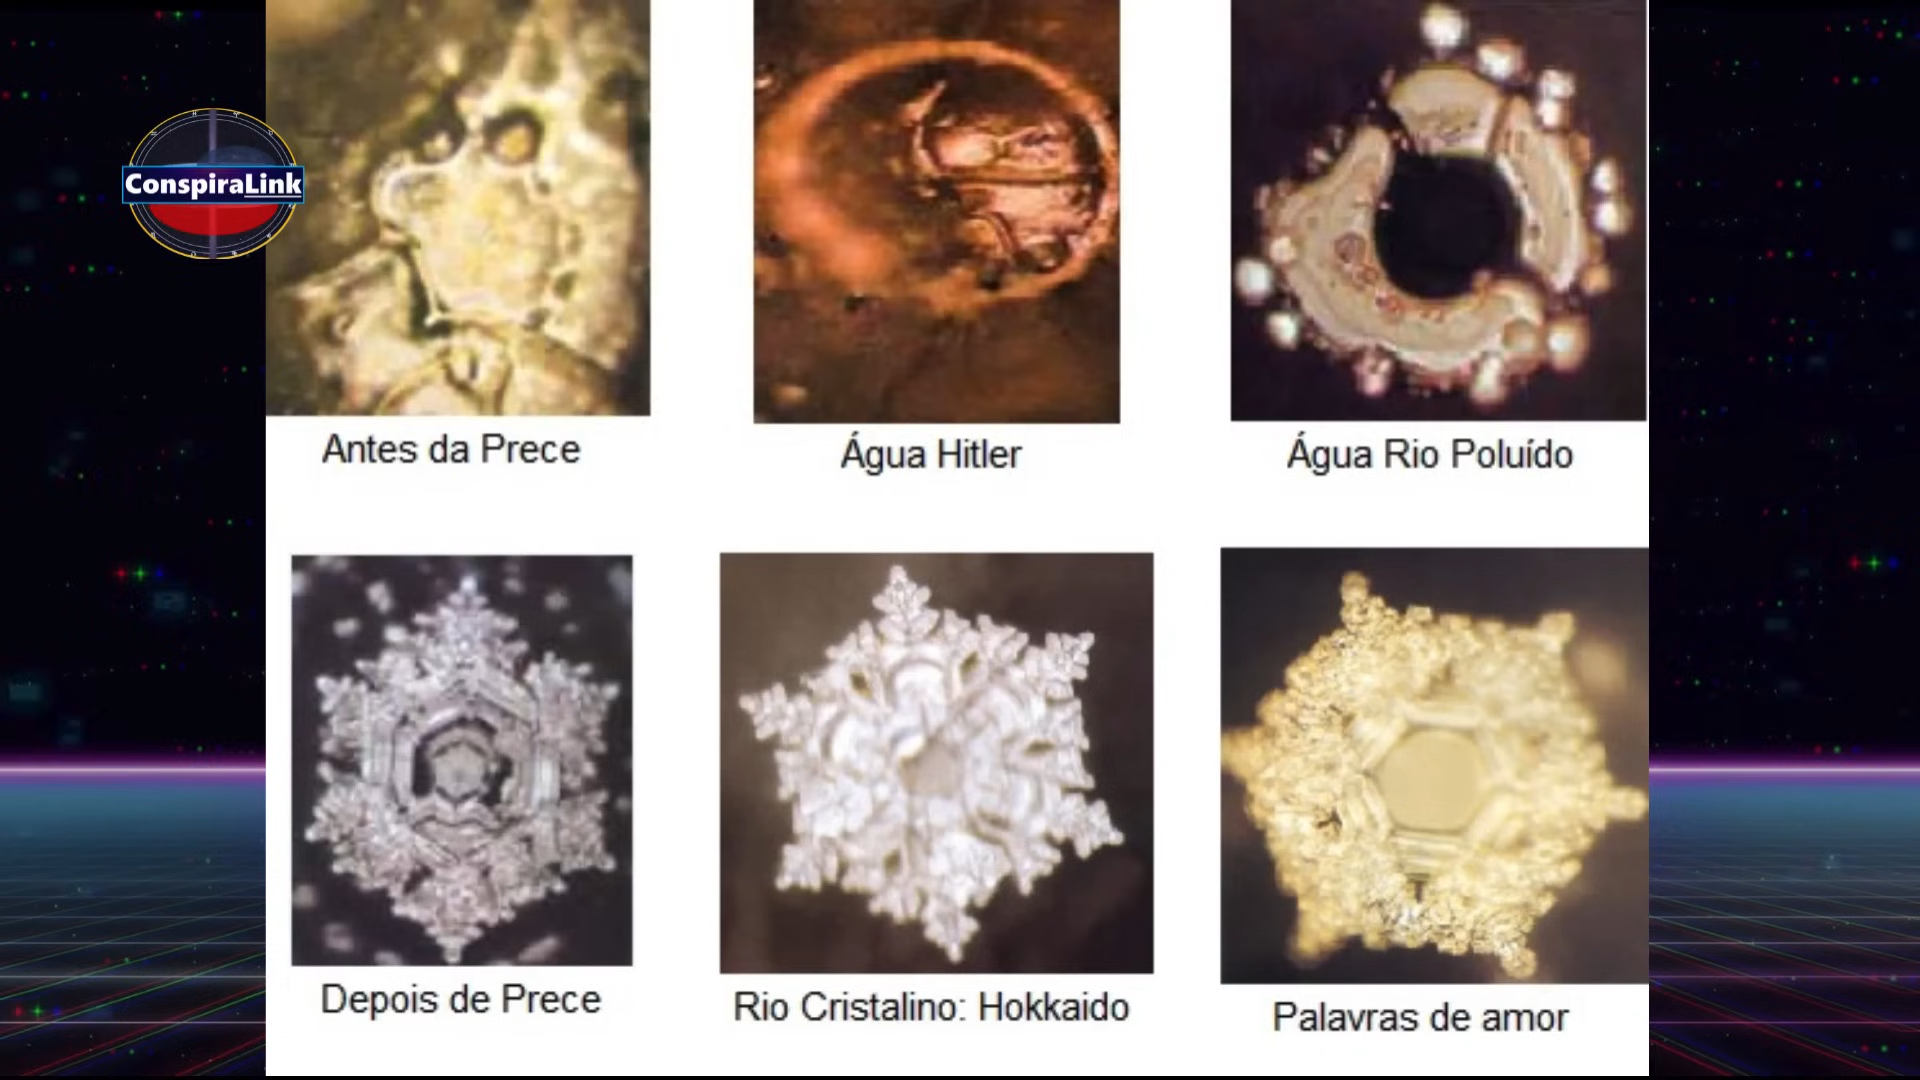 ConspiraLink
Antes da Prece
Água Hitler
Água Rio Poluído
Depois de Prece
Rio Cristalino: Hokkaido
Palavras de amor